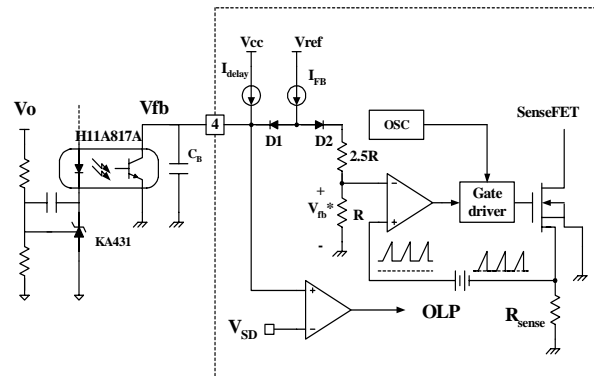 Vcc Vref
I_delay I_FB
Vo Vfb SenseFET
H11A817A 4 OSC
D1 D2
C_B 2.5R
+ − Gate driver
V_fb* R
- +
KA431
+ OLP R_sense
V_SD −